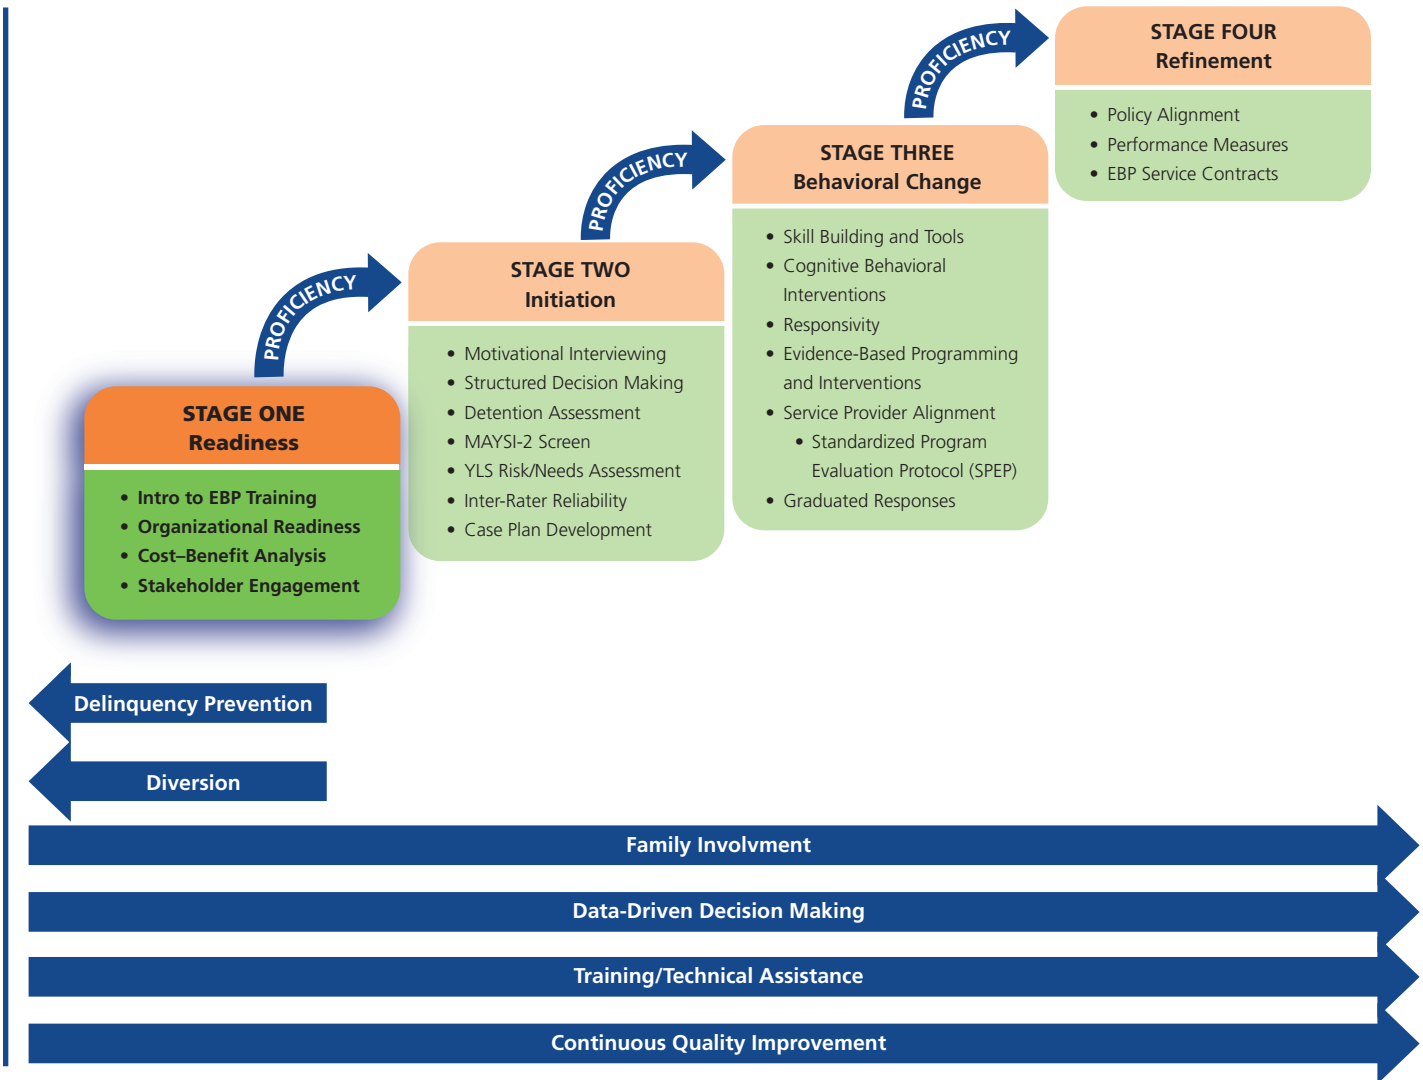 STAGE ONE
Readiness
• Intro to EBP Training
• Organizational Readiness
• Cost–Benefit Analysis
• Stakeholder Engagement
PROFICIENCY
STAGE TWO
Initiation
• Motivational Interviewing
• Structured Decision Making
• Detention Assessment
• MAYSI-2 Screen
• YLS Risk/Needs Assessment
• Inter-Rater Reliability
• Case Plan Development
PROFICIENCY
STAGE THREE
Behavioral Change
• Skill Building and Tools
• Cognitive Behavioral
Interventions
• Responsivity
• Evidence-Based Programming
and Interventions
• Service Provider Alignment
• Standardized Program
Evaluation Protocol (SPEP)
• Graduated Responses
PROFICIENCY
STAGE FOUR
Refinement
• Policy Alignment
• Performance Measures
• EBP Service Contracts
Delinquency Prevention
Diversion
Family Involvment
Data-Driven Decision Making
Training/Technical Assistance
Continuous Quality Improvement